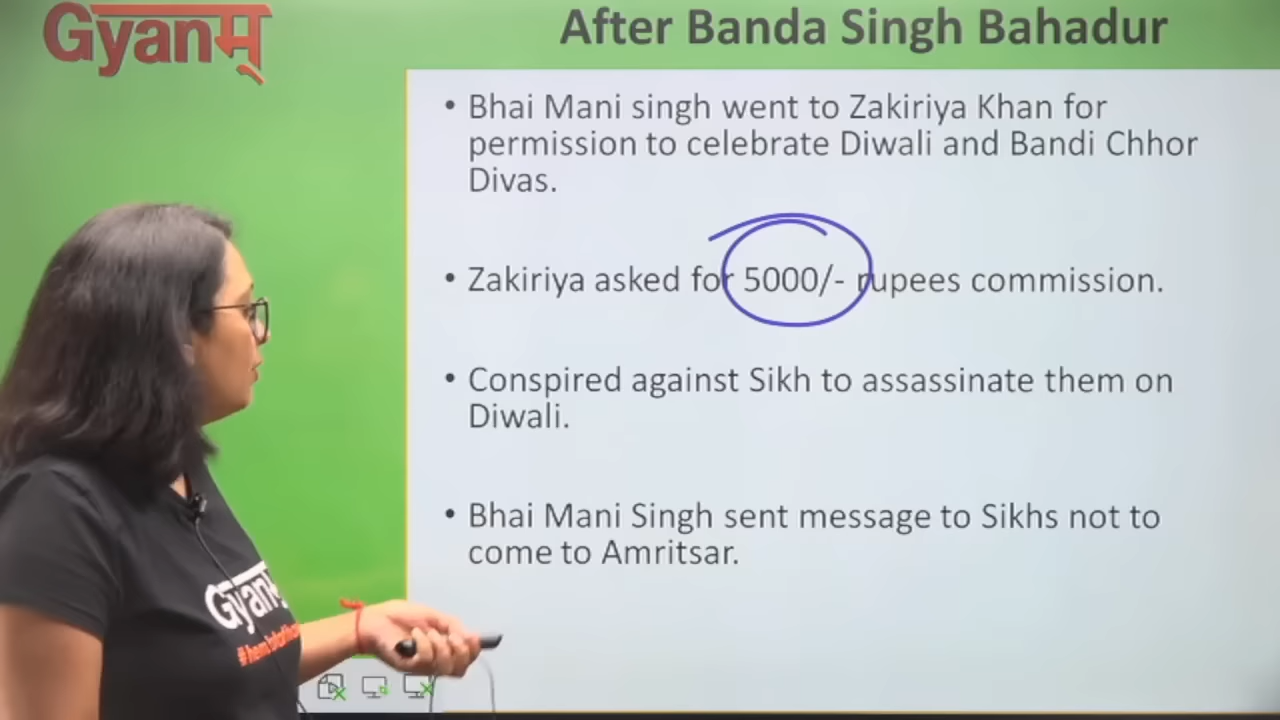 Gyanम्
After Banda Singh Bahadur
• Bhai Mani singh went to Zakiriya Khan for
permission to celebrate Diwali and Bandi Chhor
Divas.
• Zakiriya asked for 5000/- rupees commission.
• Conspired against Sikh to assassinate them on
Diwali.
• Bhai Mani Singh sent message to Sikhs not to
come to Amritsar.
Gyan